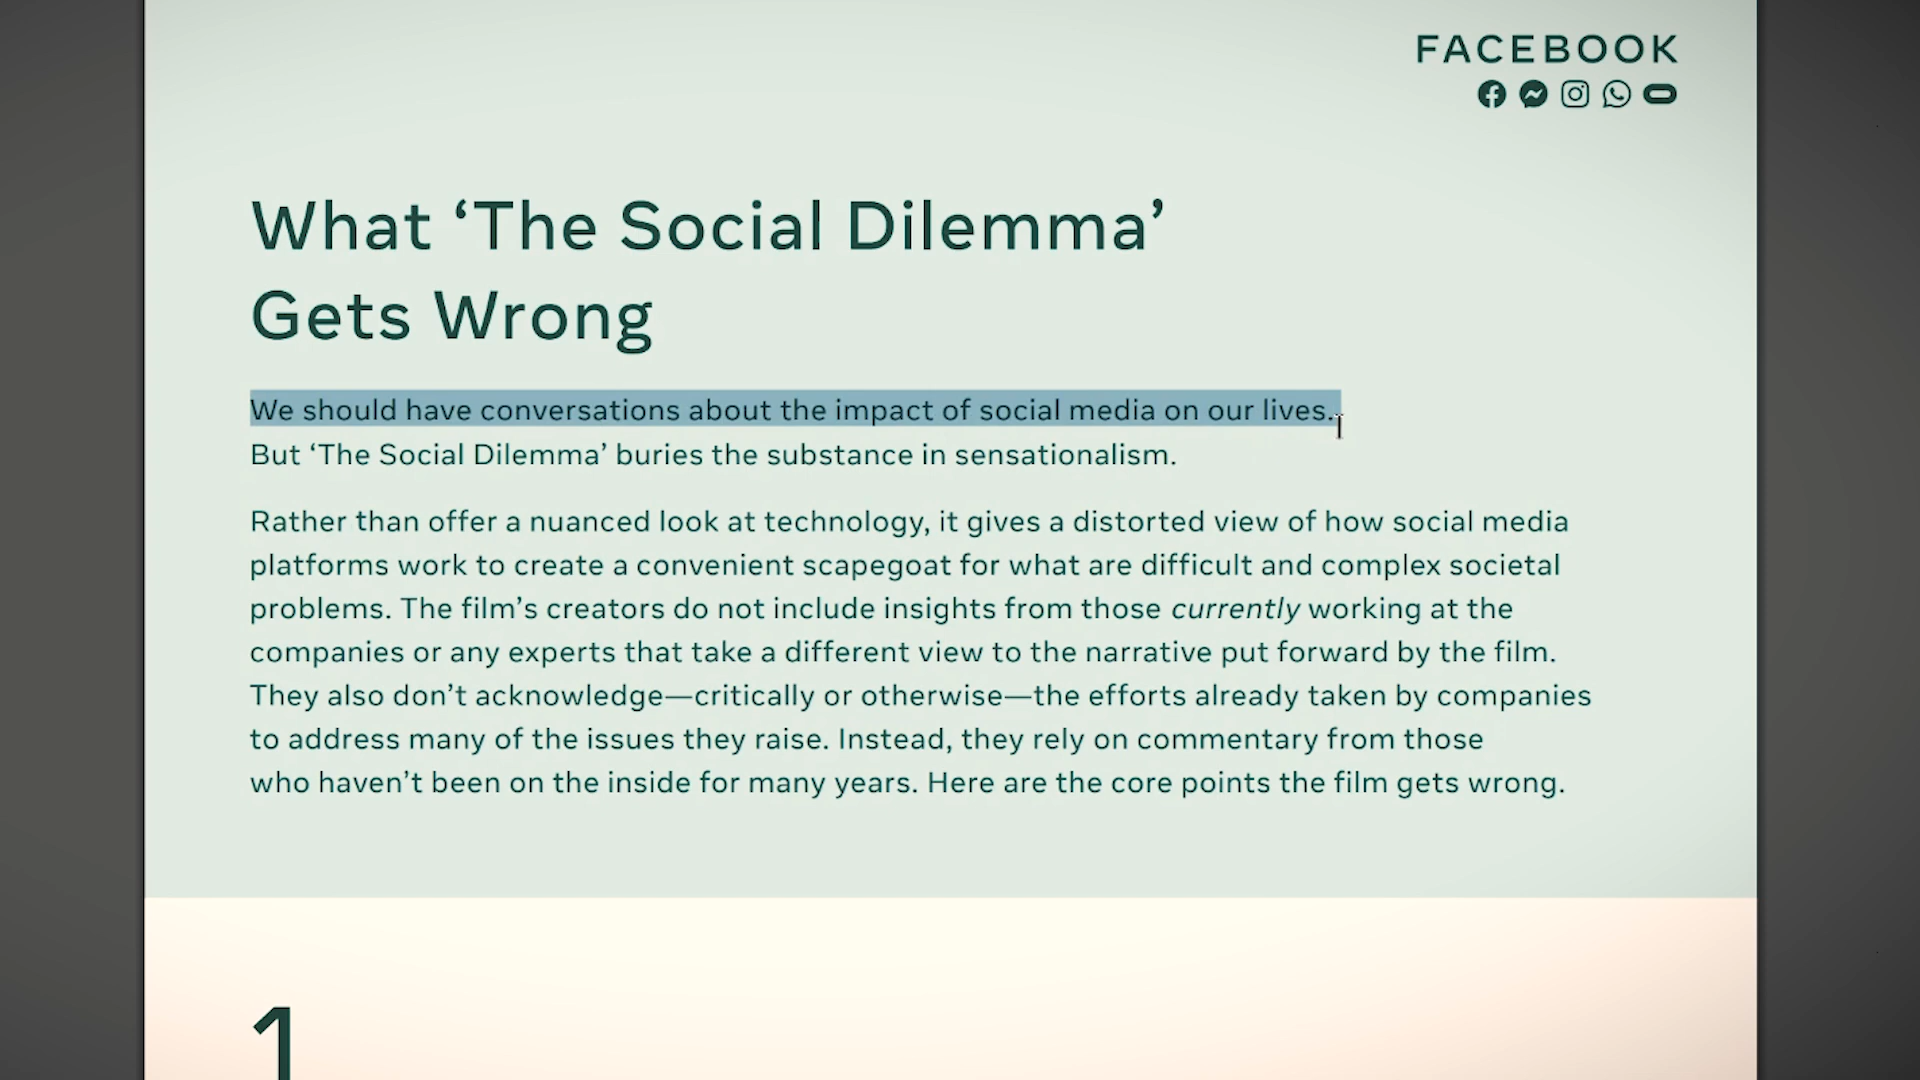 FACEBOOK
What ‘The Social Dilemma’
Gets Wrong
We should have conversations about the impact of social media on our lives.
But ‘The Social Dilemma’ buries the substance in sensationalism.
Rather than offer a nuanced look at technology, it gives a distorted view of how social media
platforms work to create a convenient scapegoat for what are difficult and complex societal
problems. The film’s creators do not include insights from those currently working at the
companies or any experts that take a different view to the narrative put forward by the film.
They also don’t acknowledge—critically or otherwise—the efforts already taken by companies
to address many of the issues they raise. Instead, they rely on commentary from those
who haven’t been on the inside for many years. Here are the core points the film gets wrong.
1